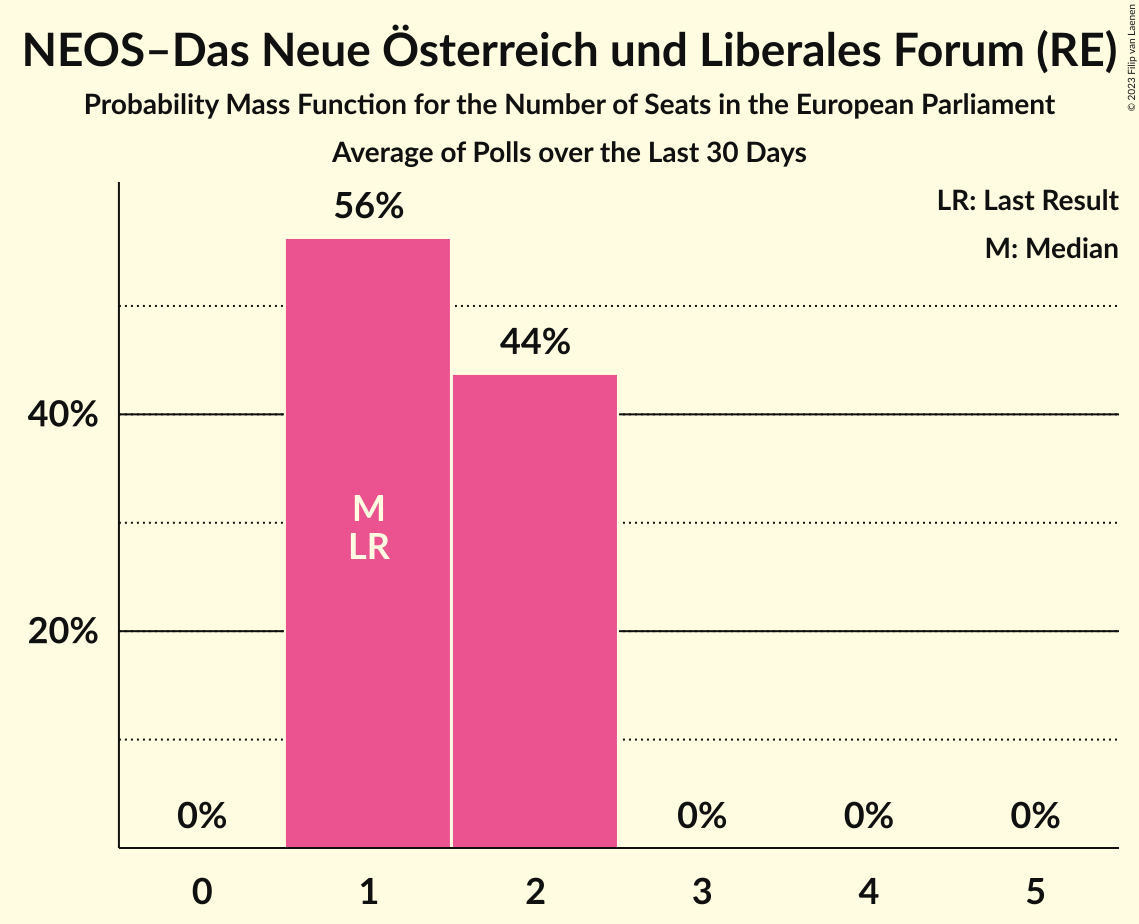 NEOS–Das Neue Österreich und Liberales Forum (RE)
Probability Mass Function for the Number of Seats in the European Parliament
Average of Polls over the Last 30 Days
© 2023 Filip van Laenen
LR: Last Result
M: Median
56%
44%
40%
20%
M
LR
0%
0%
0%
0%
0
1
2
3
4
5